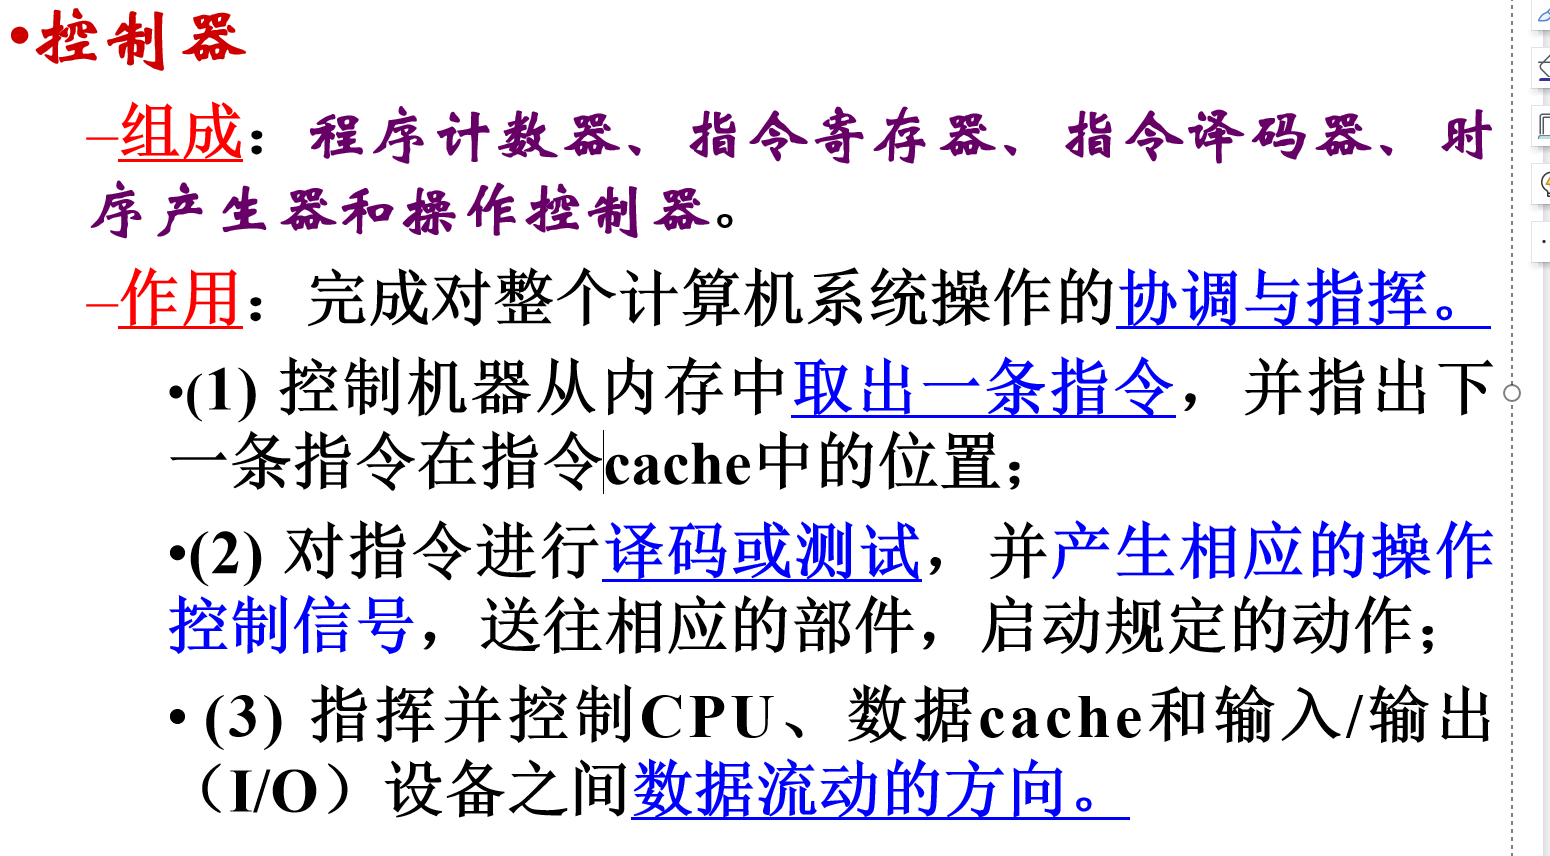 •控制器
–组成：程序计数器、指令寄存器、指令译码器、时
序产生器和操作控制器。
–作用：完成对整个计算机系统操作的协调与指挥。
•(1) 控制机器从内存中取出一条指令，并指出下
一条指令在指令cache中的位置；
•(2) 对指令进行译码或测试，并产生相应的操作
控制信号，送往相应的部件，启动规定的动作；
• (3) 指挥并控制CPU、数据cache和输入/输出
（I/O）设备之间数据流动的方向。